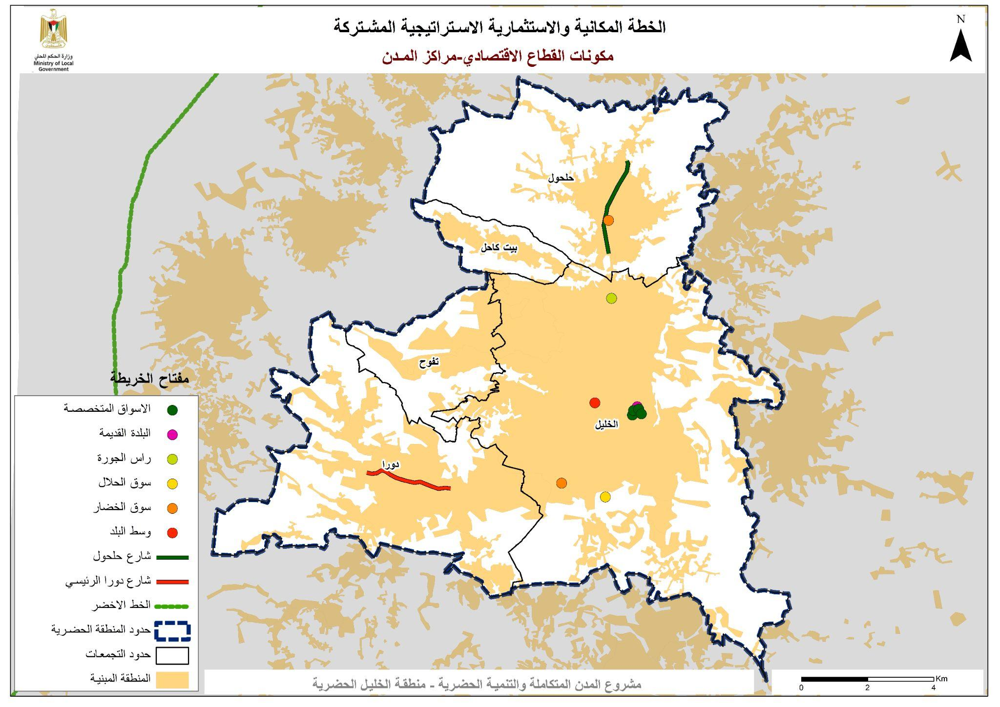 الخطة المكانية والاستثمارية الاستراتيجية المشتركة
مكونات القطاع الاقتصادي-مراكز المدن
وزارة الحكم المحلي
Ministry of Local
Government
فلسطين
N
حلحول
بيت كاحل
تفوح
الخليل
دورا
مفتاح الخريطة
الاسواق المتخصصة
البلدة القديمة
راس الجورة
سوق الحلال
سوق الخضار
وسط البلد
شارع حلحول
شارع دورا الرئيسي
الخط الاخضر
حدود المنطقة الحضرية
حدود التجمعات
المنطقة المبنية
مشروع المدن المتكاملة والتنمية الحضرية - منطقة الخليل الحضرية
Km
0 2 4